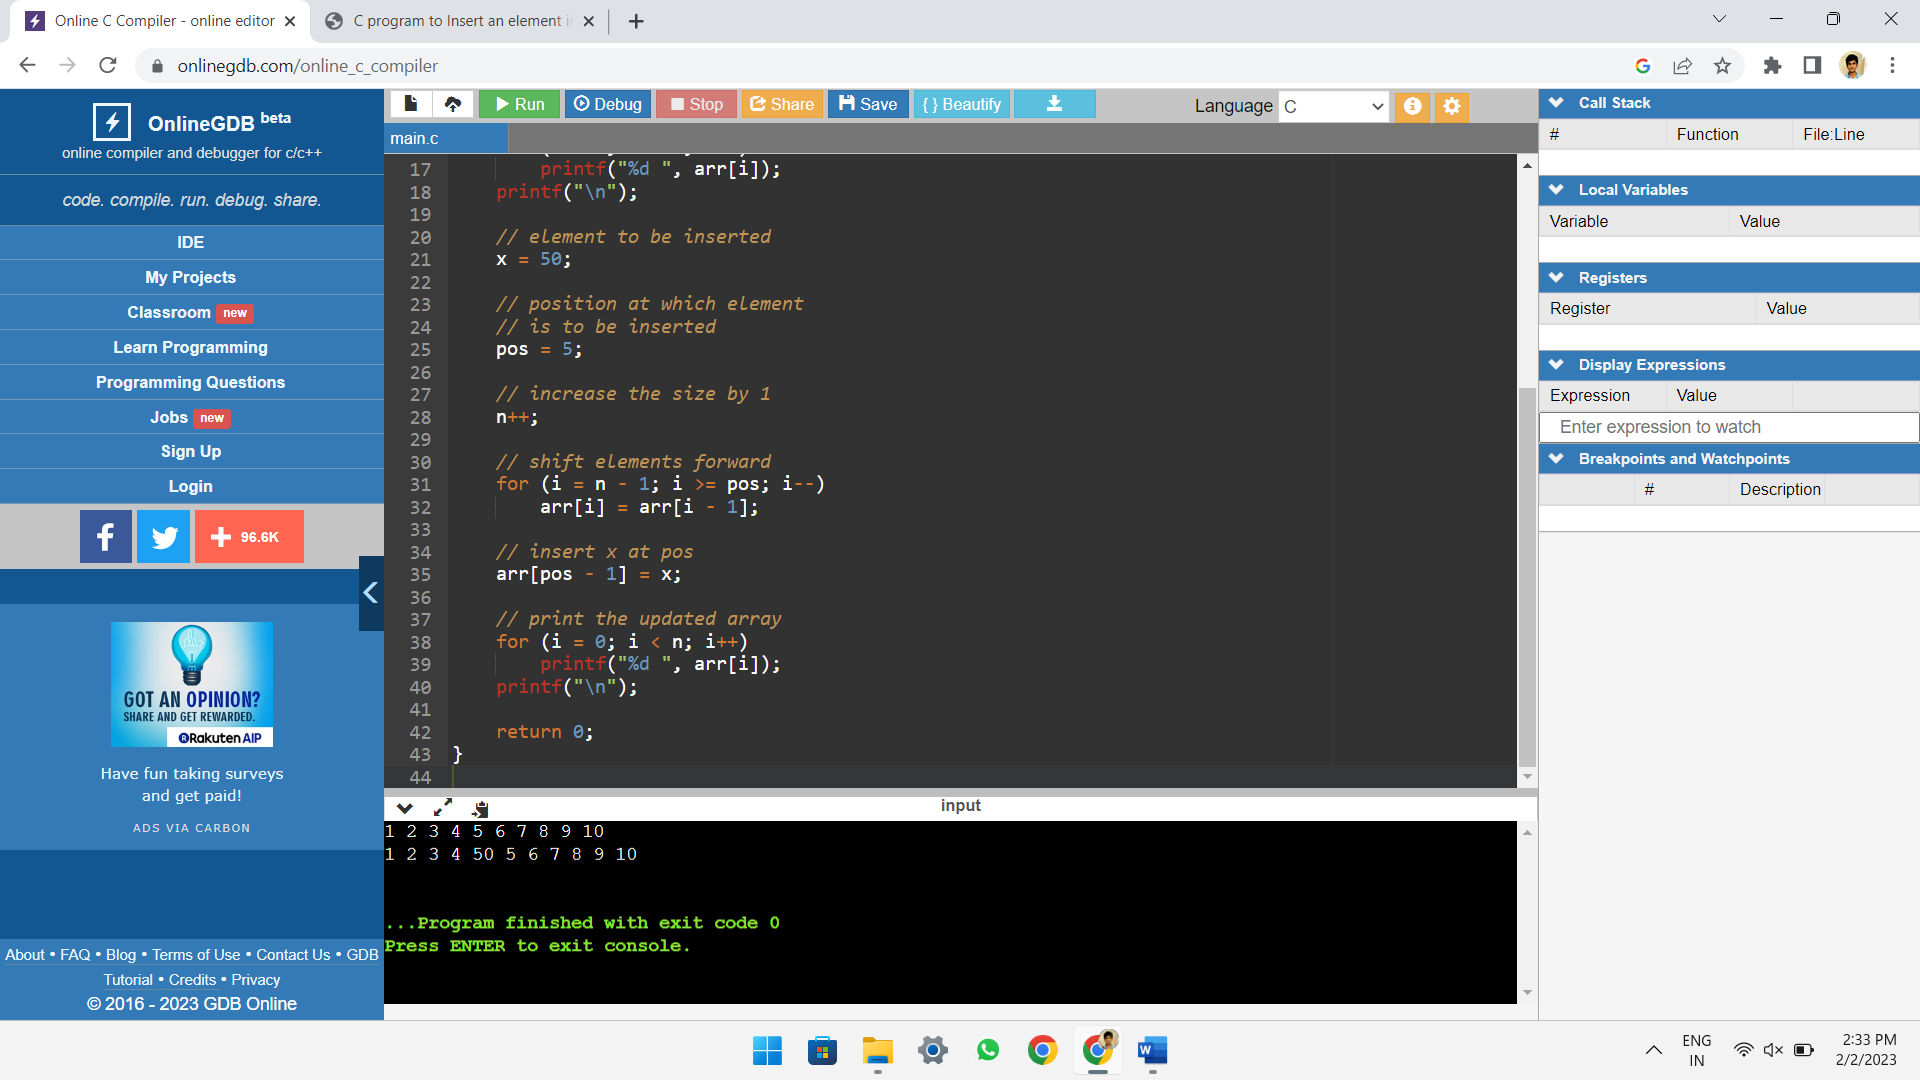 Online C Compiler - online editor
C program to Insert an element i
onlinegdb.com/online_c_compiler
OnlineGDB beta
online compiler and debugger for c/c++
code. compile. run. debug. share.
IDE
My Projects
Classroom new
Learn Programming
Programming Questions
Jobs new
Sign Up
Login
f
96.6K
GOT AN OPINION?
SHARE AND GET REWARDED.
Rakuten AIP
Have fun taking surveys
and get paid!
ADS VIA CARBON
About • FAQ • Blog • Terms of Use • Contact Us • GDB
Tutorial • Credits • Privacy
© 2016 - 2023 GDB Online
Run Debug Stop Share Save { } Beautify
Language C
main.c
17 printf("%d ", arr[i]);
18 printf("\n");
19
20 // element to be inserted
21 x = 50;
22
23 // position at which element
24 // is to be inserted
25 pos = 5;
26
27 // increase the size by 1
28 n++;
29
30 // shift elements forward
31 for (i = n - 1; i >= pos; i--)
32 arr[i] = arr[i - 1];
33
34 // insert x at pos
35 arr[pos - 1] = x;
36
37 // print the updated array
38 for (i = 0; i < n; i++)
39 printf("%d ", arr[i]);
40 printf("\n");
41
42 return 0;
43 }
44
input
1 2 3 4 5 6 7 8 9 10
1 2 3 4 50 5 6 7 8 9 10
...Program finished with exit code 0
Press ENTER to exit console.
Call Stack
# Function File:Line
Local Variables
Variable Value
Registers
Register Value
Display Expressions
Expression Value
Enter expression to watch
Breakpoints and Watchpoints
# Description
ENG
IN
2:33 PM
2/2/2023